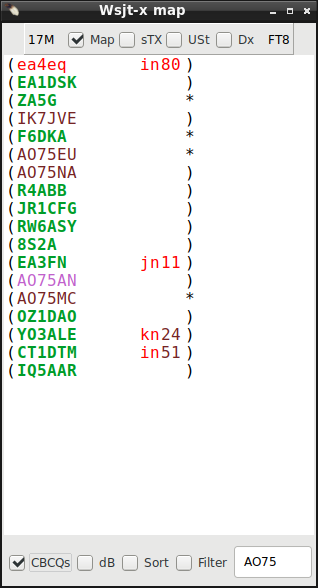 Wsjt-x map
17M Map sTX USt Dx FT8
(ea4eq in80)
(EA1DSK )
(ZA5G *
(IK7JVE )
(F6DKA *
(AO75EU *
(AO75NA )
(R4ABB )
(JR1CFG )
(RW6ASY )
(8S2A )
(EA3FN jn11)
(AO75AN )
(AO75MC *
(OZ1DAO )
(YO3ALE kn24)
(CT1DTM in51)
(IQ5AAR )
CBCQs dB Sort Filter AO75